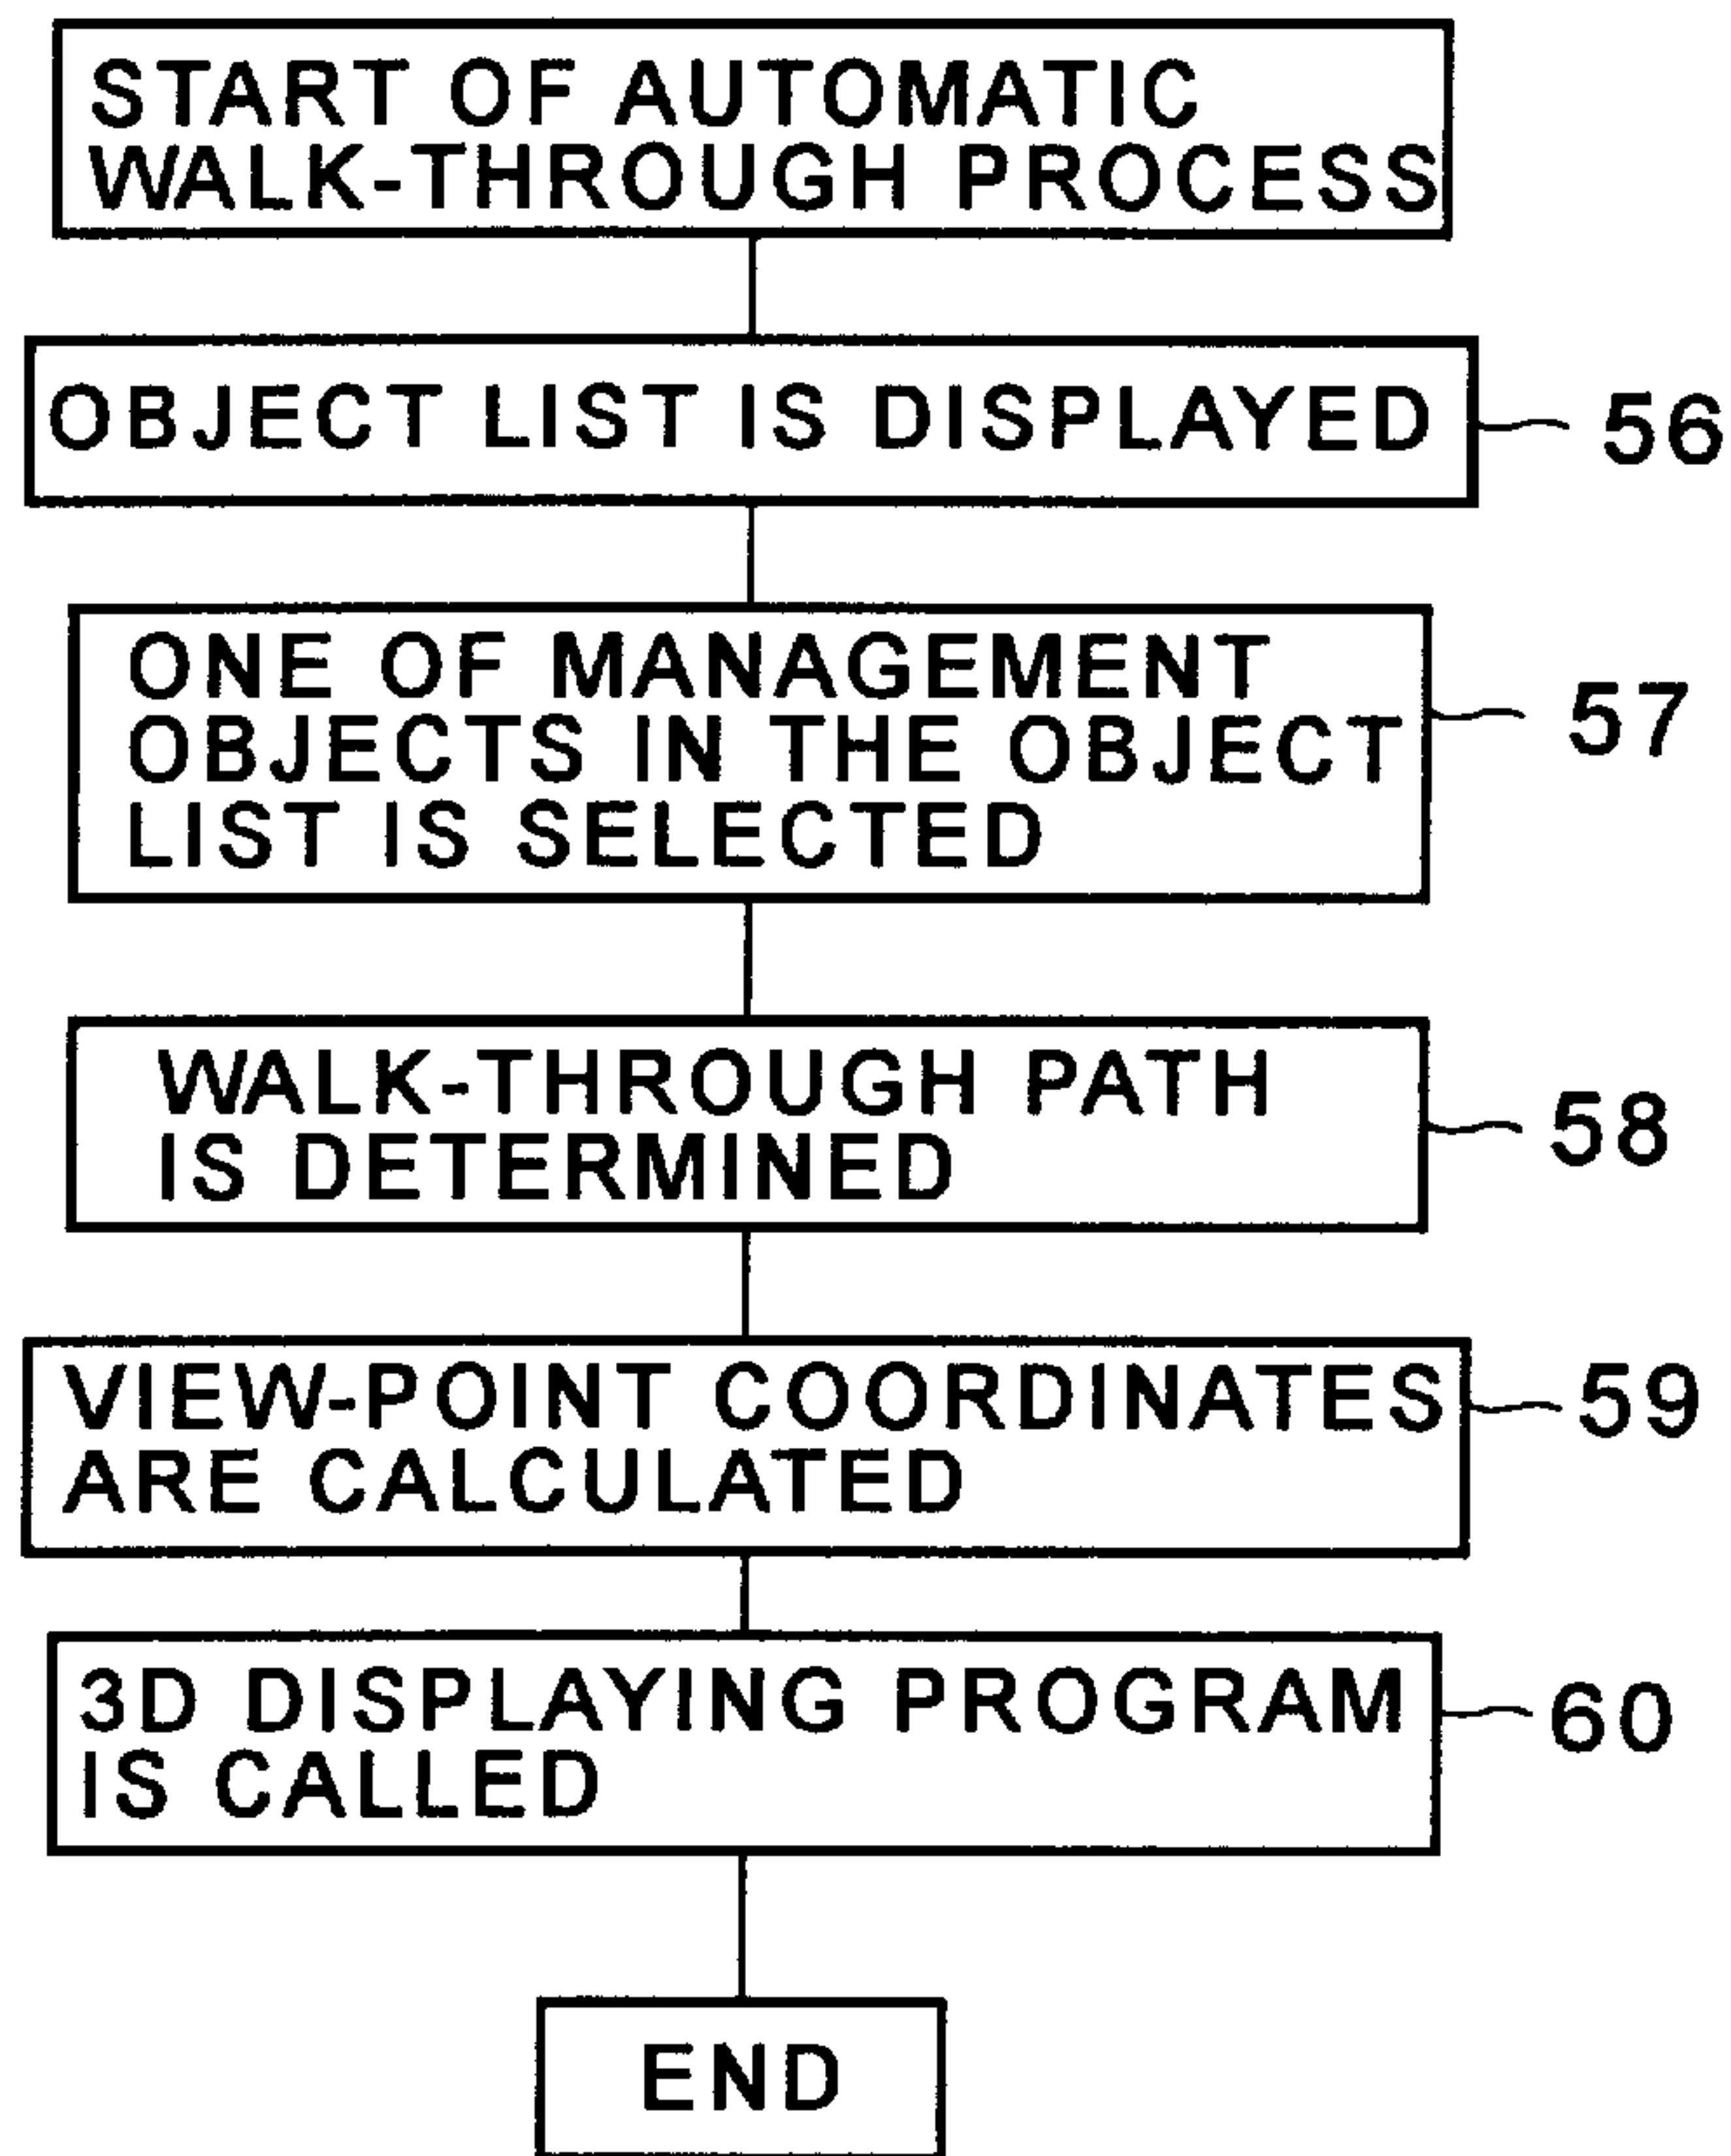 START OF AUTOMATIC
WALK-THROUGH PROCESS
OBJECT LIST IS DISPLAYED
56
ONE OF MANAGEMENT
OBJECTS IN THE OBJECT
LIST IS SELECTED
57
WALK-THROUGH PATH
IS DETERMINED
58
VIEW-POINT COORDINATES
ARE CALCULATED
59
3D DISPLAYING PROGRAM
IS CALLED
60
END